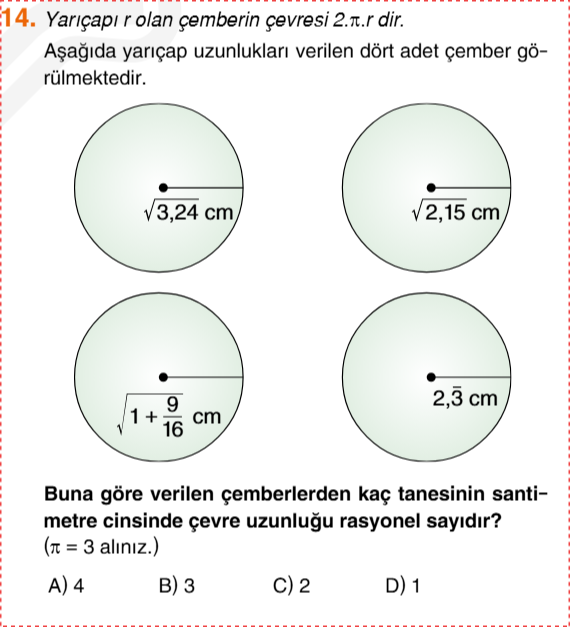 14. Yarıçapı r olan çemberin çevresi 2.π.r dir.
Aşağıda yarıçap uzunlukları verilen dört adet çember gö-
rülmektedir.
√3,24 cm
√2,15 cm
√(1 + 9/16) cm
2,3̄ cm
Buna göre verilen çemberlerden kaç tanesinin santi-
metre cinsinde çevre uzunluğu rasyonel sayıdır?
(π = 3 alınız.)
A) 4 B) 3 C) 2 D) 1